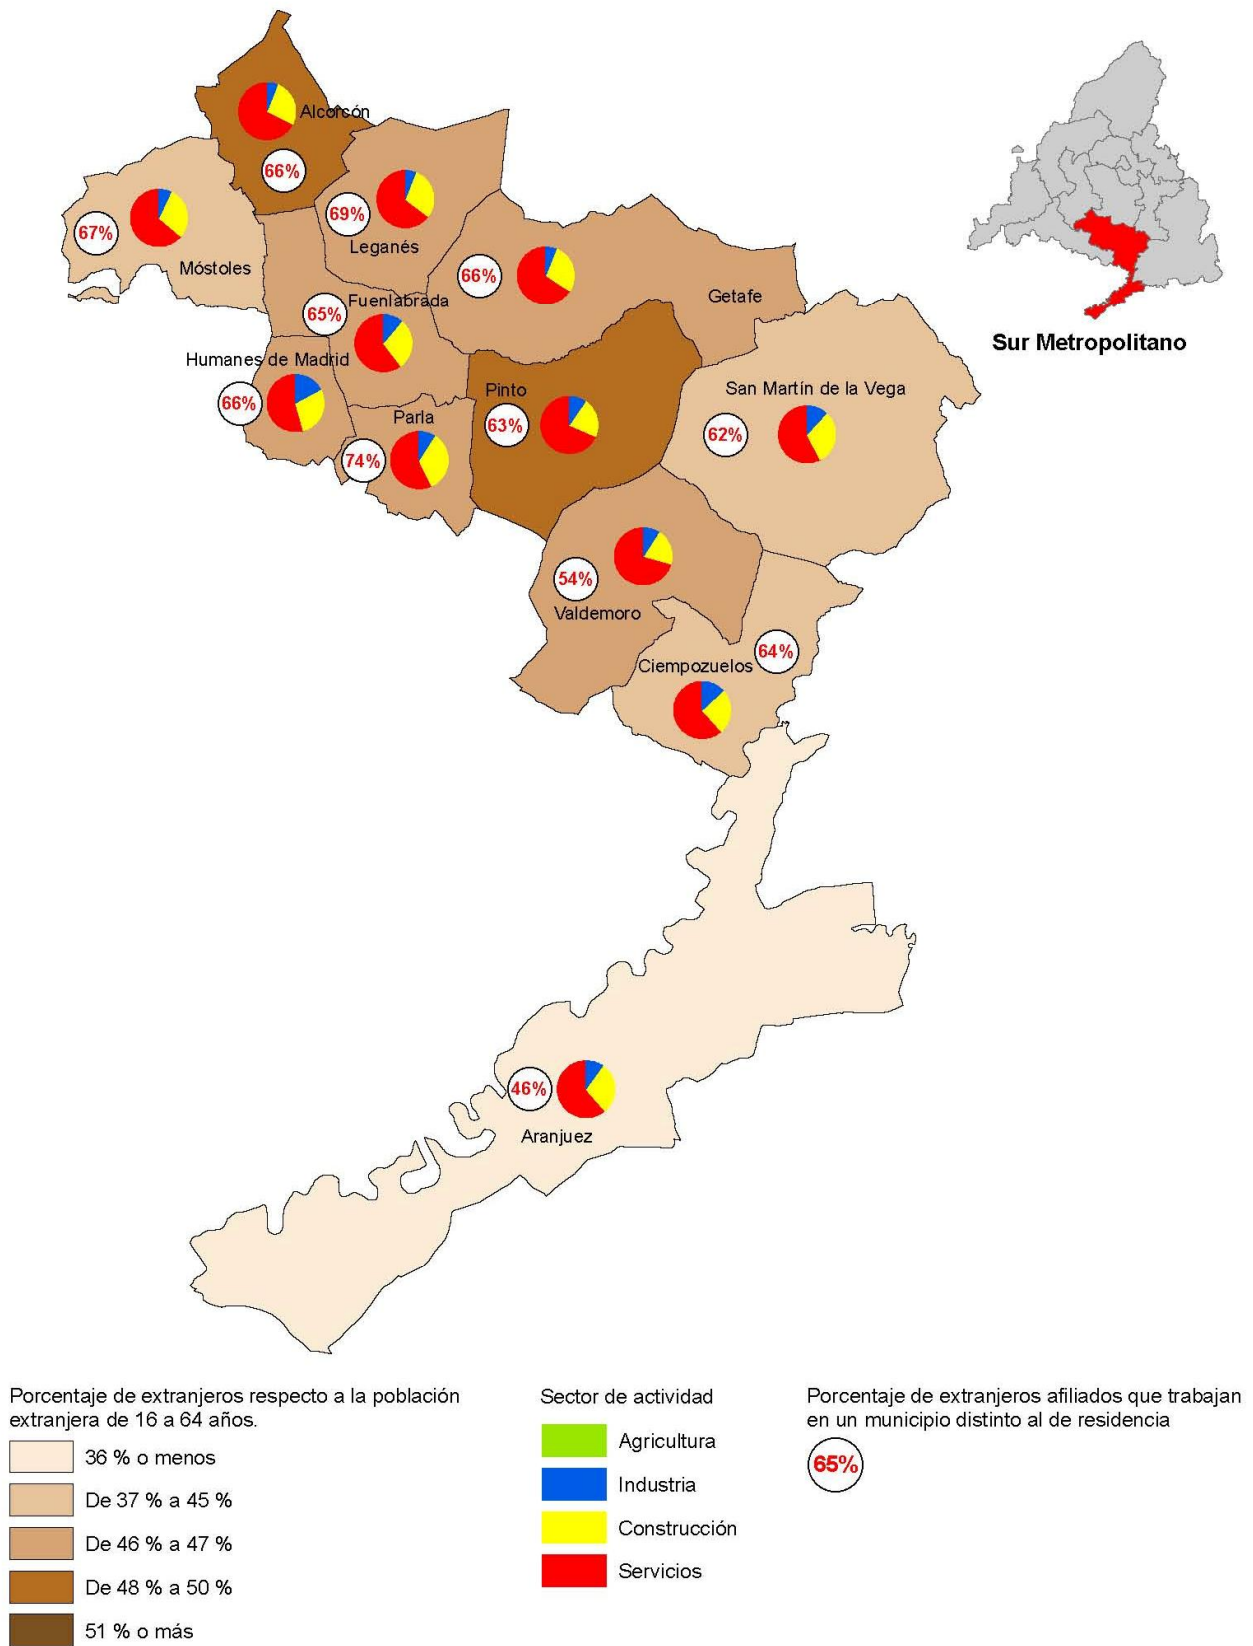 Alcorcón
66%
69%
67%
Leganés
Móstoles
66%
Getafe
Fuenlabrada
65%
Sur Metropolitano
Humanes de Madrid
Pinto
San Martín de la Vega
66%
Parla
63%
62%
74%
54%
Valdemoro
64%
Ciempozuelos
46%
Aranjuez
Porcentaje de extranjeros respecto a la población
extranjera de 16 a 64 años.
36 % o menos
De 37 % a 45 %
De 46 % a 47 %
De 48 % a 50 %
51 % o más
Sector de actividad
Agricultura
Industria
Construcción
Servicios
Porcentaje de extranjeros afiliados que trabajan
en un municipio distinto al de residencia
65%